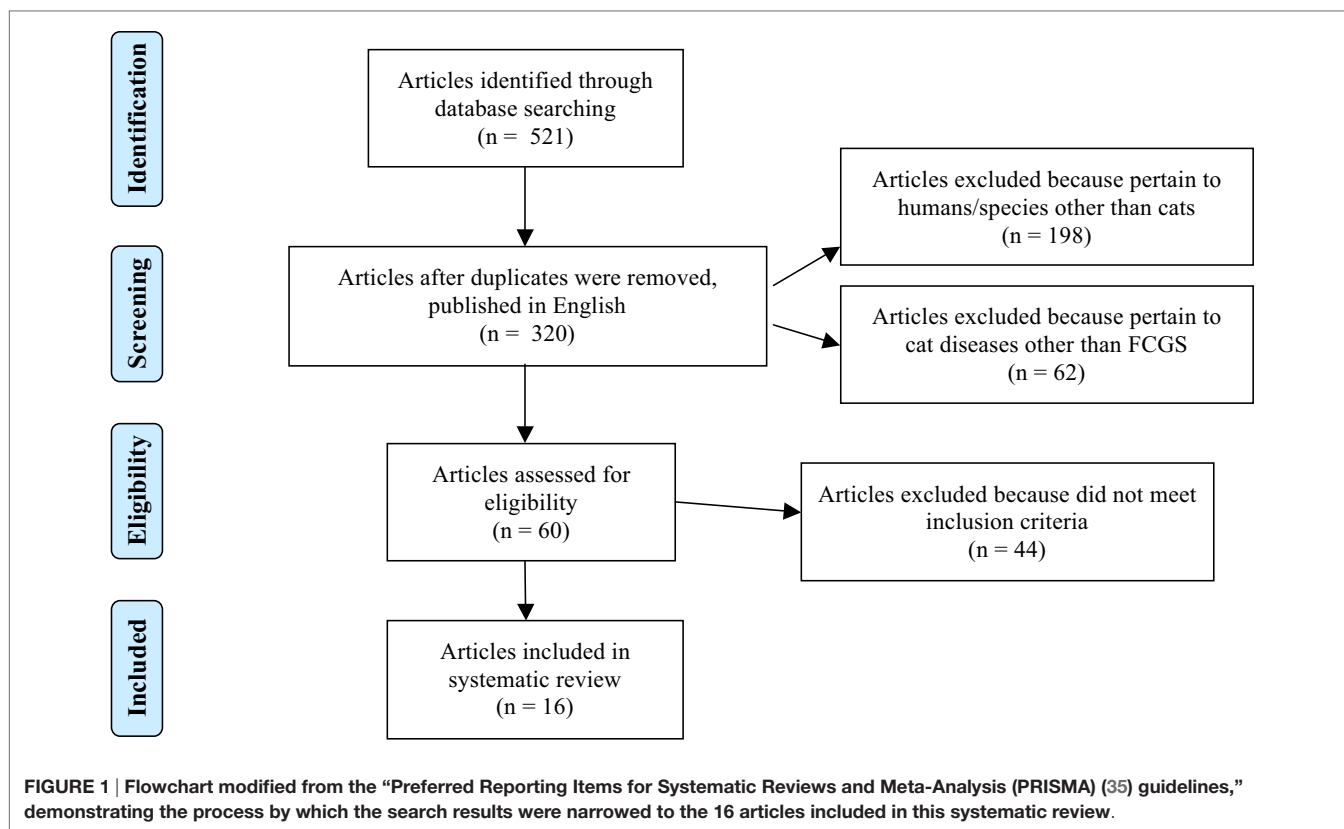 Identification
Articles identified through
database searching
(n = 521)
Screening
Articles after duplicates were removed,
published in English
(n = 320)
Articles excluded because pertain to
humans/species other than cats
(n = 198)
Articles excluded because pertain to
cat diseases other than FCGS
(n = 62)
Eligibility
Articles assessed for
eligibility
(n = 60)
Articles excluded because did not meet
inclusion criteria
(n = 44)
Included
Articles included in
systematic review
(n = 16)
FIGURE 1 | Flowchart modified from the “Preferred Reporting Items for Systematic Reviews and Meta-Analysis (PRISMA) (35) guidelines,”
demonstrating the process by which the search results were narrowed to the 16 articles included in this systematic review.